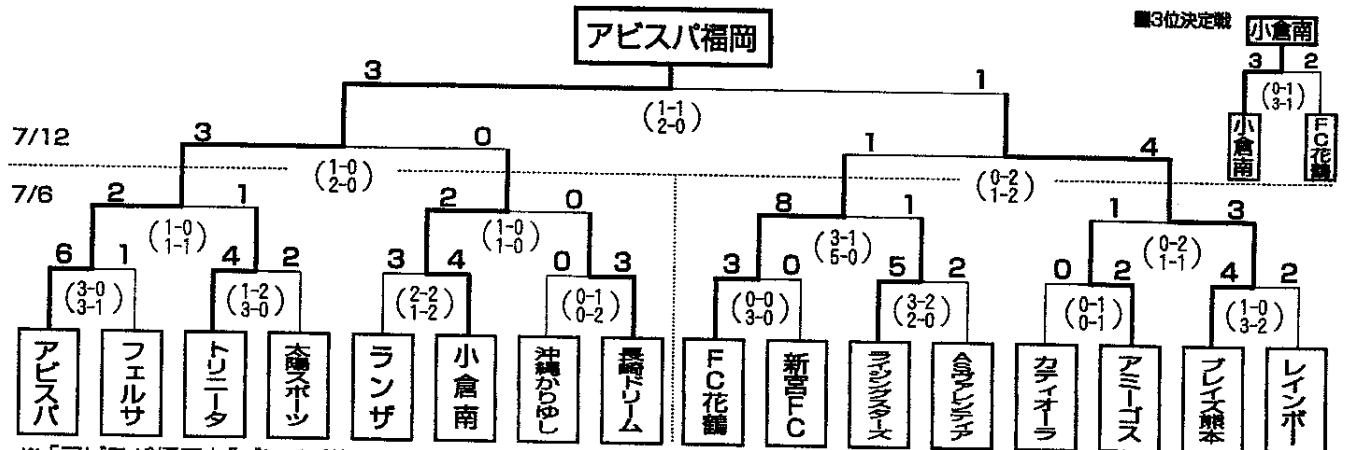 アビスパ福岡
■3位決定戦
小倉南
3 2
(0-1 3-1)
小倉南 FC花鶴
3 1
(1-1 2-0)
7/12
3 0 1 4
(1-0 2-0) (0-2 1-2)
7/6
2 1 2 0 8 1 1 3
(1-0 1-1) (1-0 1-0) (3-1 5-0) (0-2 1-1)
6 1 4 2 3 4 0 3 3 0 5 2 0 2 4 2
(3-0 3-1) (1-2 3-0) (2-2 1-2) (0-1 0-2) (0-0 3-0) (3-2 2-0) (0-1 0-1) (1-0 3-2)
アビスパ フェルサ トリニータ 太陽スポーツ ランザ 小倉南 沖縄かりゆし 長崎ドリーム FC花鶴 新宮FC ライジングスターズ カティオーラ アミーゴス ブレイズ熊本 レインボー